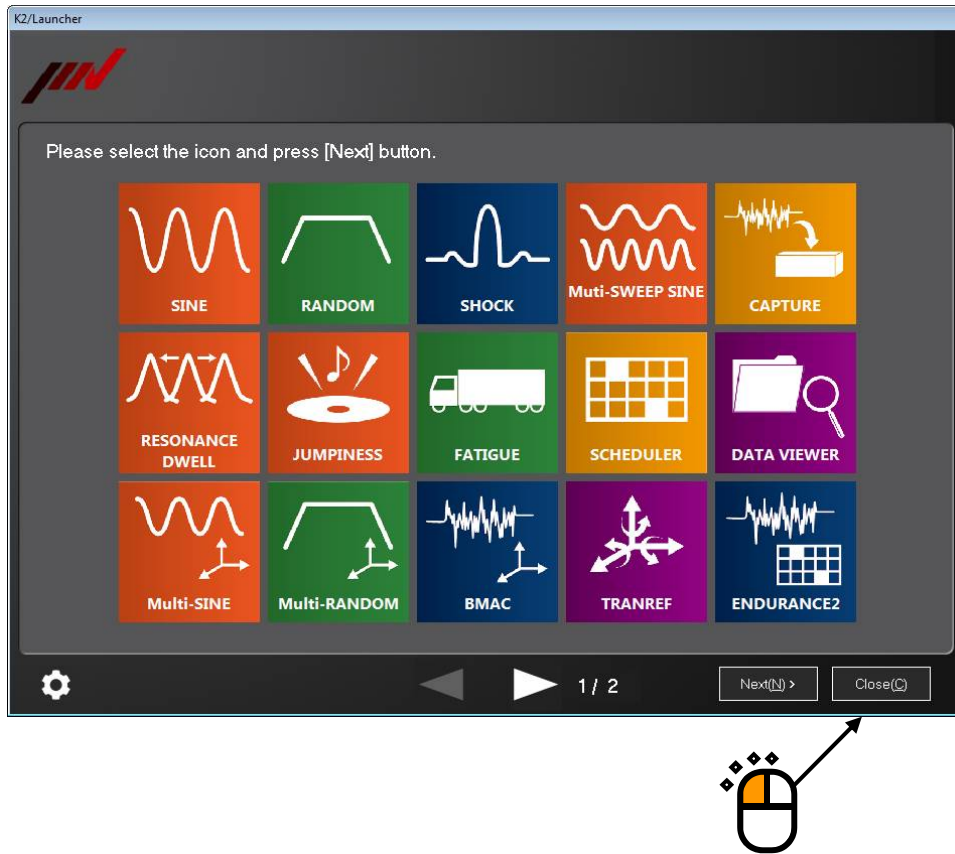 K2/Launcher
Please select the icon and press [Next] button.
SINE
RANDOM
SHOCK
Muti-SWEEP SINE
CAPTURE
RESONANCE
DWELL
JUMPINESS
FATIGUE
SCHEDULER
DATA VIEWER
Multi-SINE
Multi-RANDOM
BMAC
TRANREF
ENDURANCE2
1 / 2
Next(N) >
Close(C)